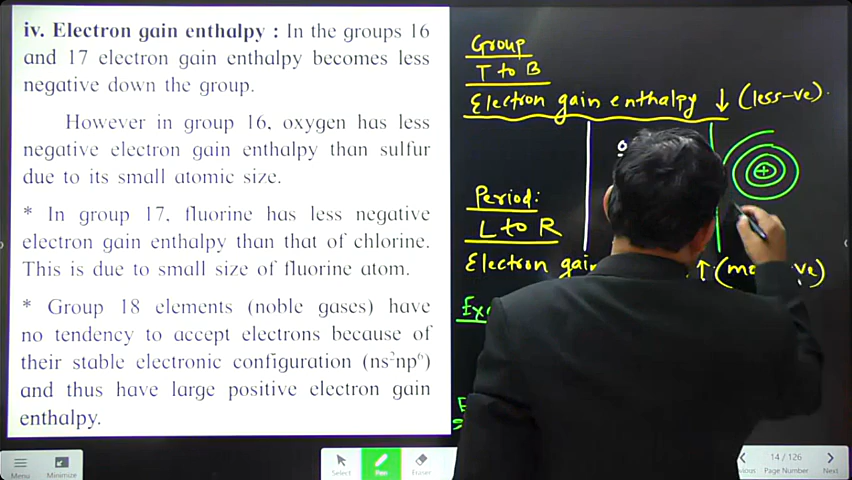 iv. Electron gain enthalpy : In the groups 16
and 17 electron gain enthalpy becomes less
negative down the group.
However in group 16, oxygen has less
negative electron gain enthalpy than sulfur
due to its small atomic size.
* In group 17, fluorine has less negative
electron gain enthalpy than that of chlorine.
This is due to small size of fluorine atom.
* Group 18 elements (noble gases) have
no tendency to accept electrons because of
their stable electronic configuration (ns²np⁶)
and thus have large positive electron gain
enthalpy.
Group
T to B
Electron gain enthalpy ↓ (less-ve).
Period:
L to R
Electron gain ↑ (
+
Menu
Minimize
Select
Pen
Eraser
14 / 126
Page Number
Next